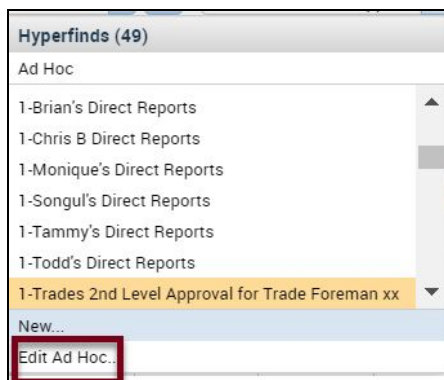 Hyperfinds (49)
Ad Hoc
1-Brian's Direct Reports
1-Chris B Direct Reports
1-Monique's Direct Reports
1-Songul's Direct Reports
1-Tammy's Direct Reports
1-Todd's Direct Reports
1-Trades 2nd Level Approval for Trade Foreman xx
New...
Edit Ad Hoc...